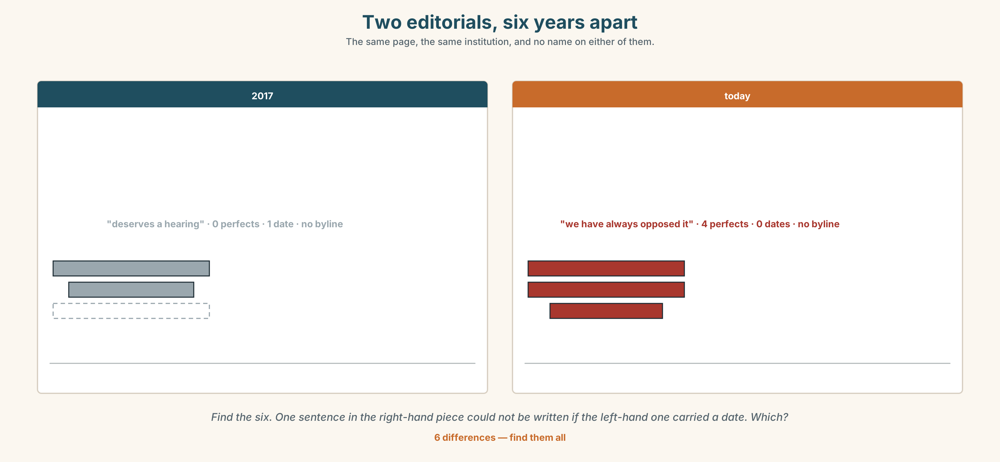 Two editorials, six years apart
The same page, the same institution, and no name on either of them.
2017
"deserves a hearing" · 0 perfects · 1 date · no byline
today
"we have always opposed it" · 4 perfects · 0 dates · no byline
Find the six. One sentence in the right-hand piece could not be written if the left-hand one carried a date. Which?
6 differences — find them all